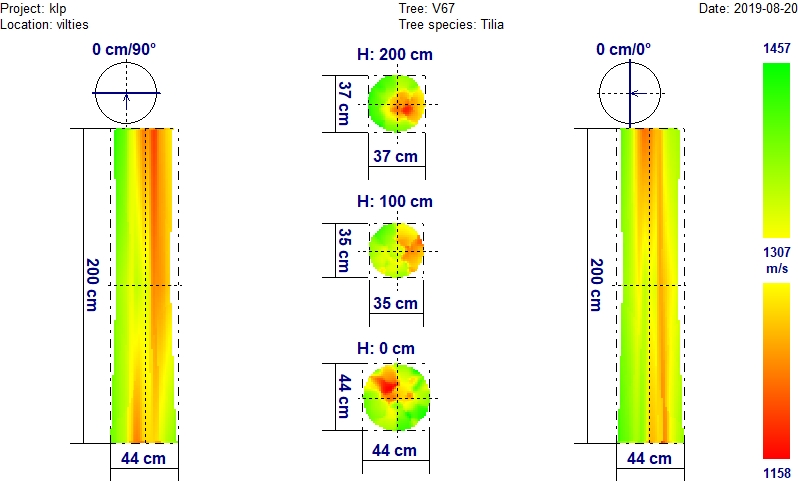 Project: klp
Tree: V67
Date: 2019-08-20
Location: vilties
Tree species: Tilia
0 cm/90°
H: 200 cm
0 cm/0°
1457
37 cm
37 cm
H: 100 cm
35 cm
35 cm
1307
m/s
200 cm
200 cm
H: 0 cm
44 cm
44 cm
44 cm
44 cm
1158